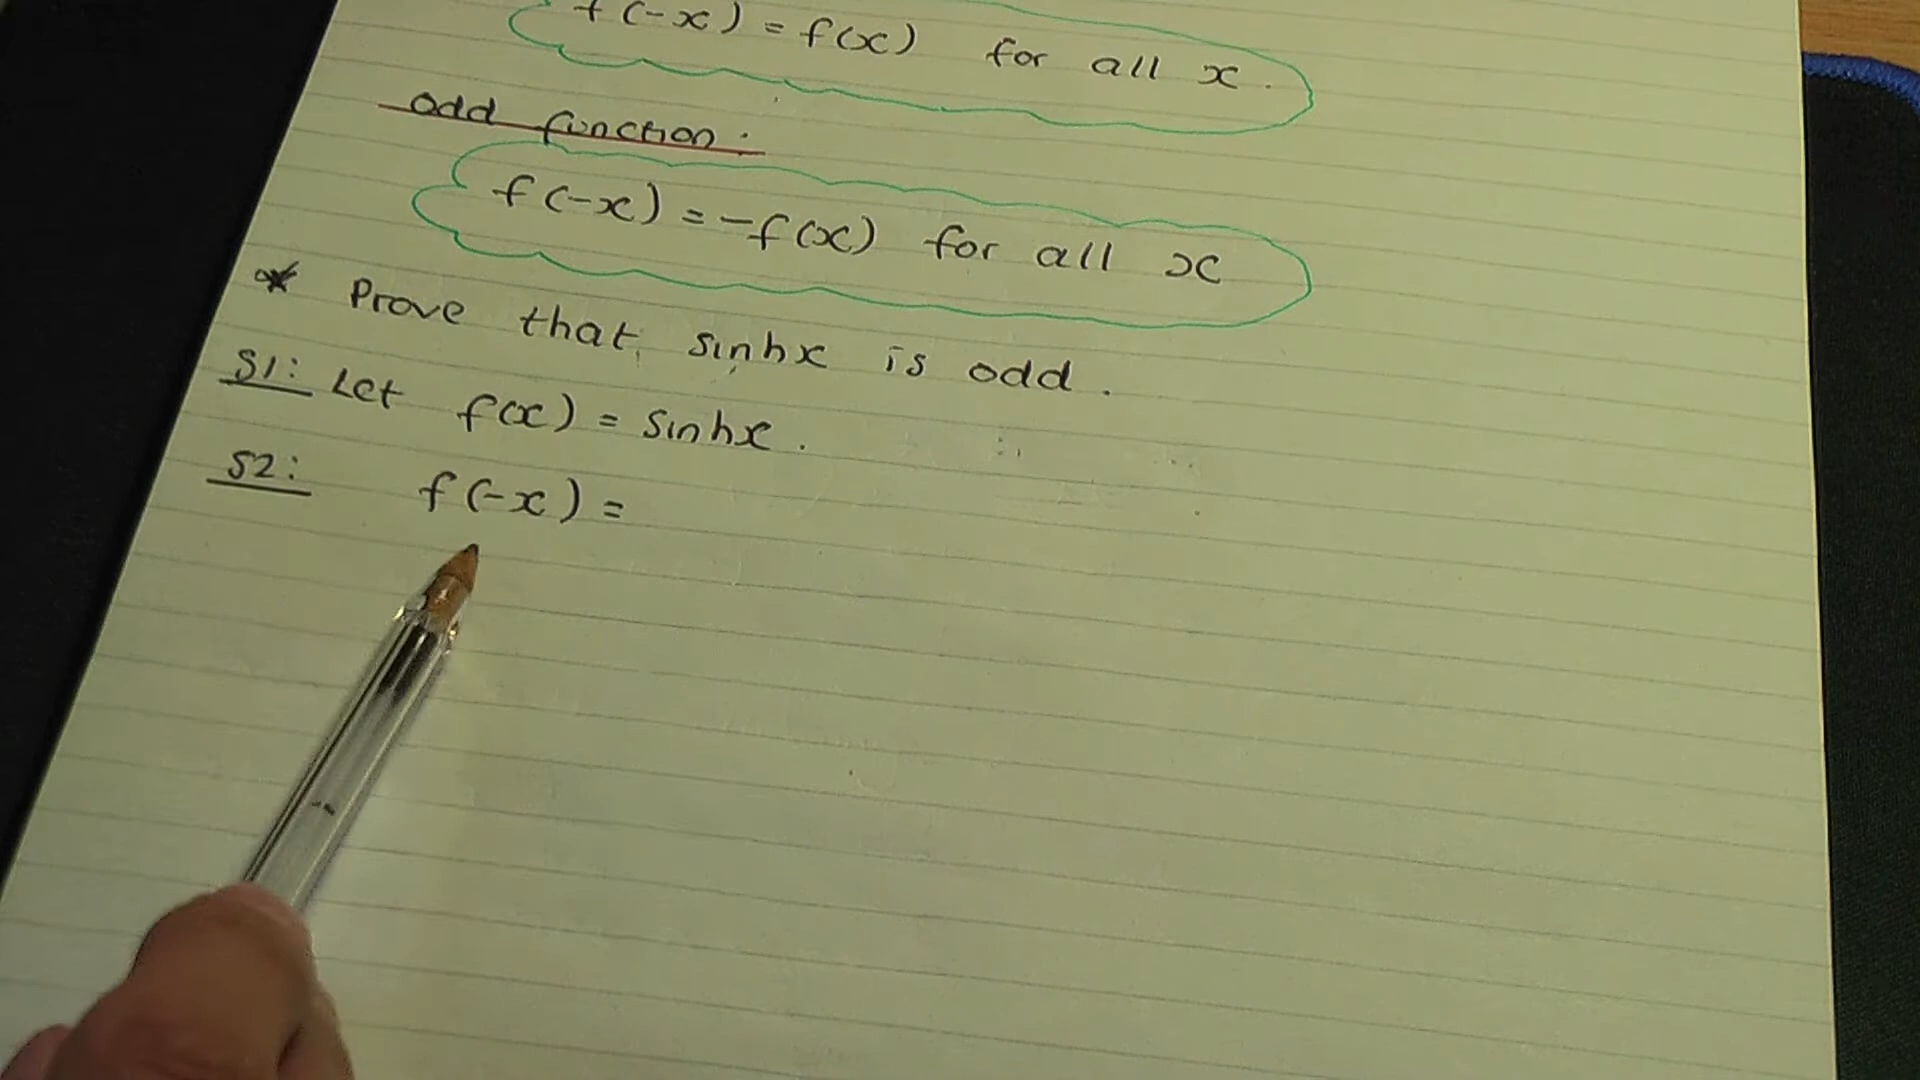 f(-x) = f(x) for all x.
odd function:
f(-x) = -f(x) for all x
* Prove that sinhx is odd.
S1: Let f(x) = sinhx.
S2: f(-x) =